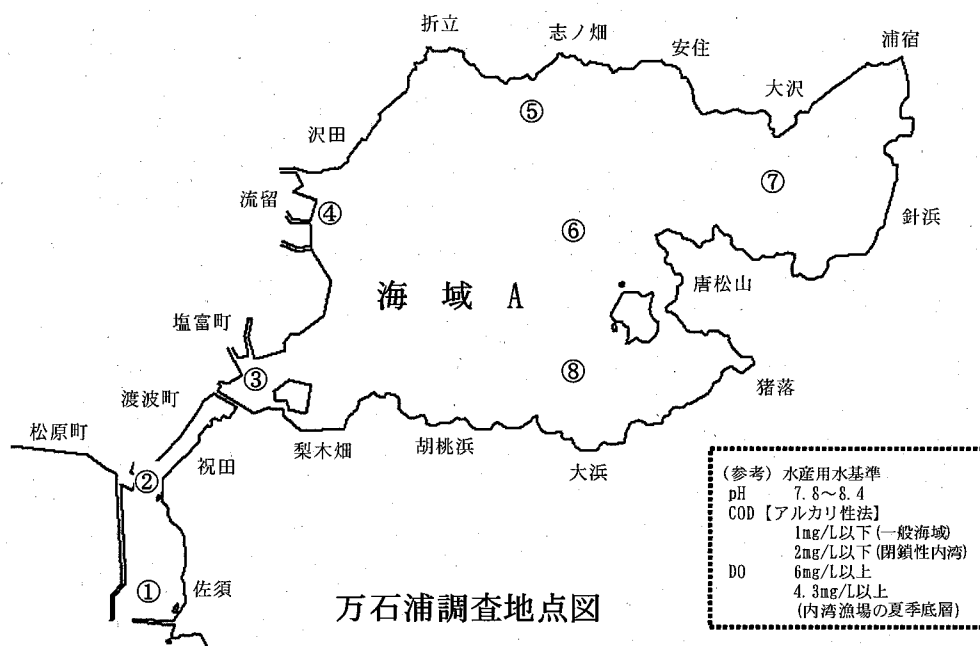 折立
志ノ畑
安住
浦宿
大沢
⑤
沢田
⑦
流留
④
⑥
針浜
唐松山
海 域 A
塩富町
③
⑧
渡波町
猪落
松原町
梨木畑
胡桃浜
祝田
大浜
②
①
佐須
万石浦調査地点図
(参考) 水産用水基準
pH 7.8～8.4
COD【アルカリ性法】
1mg/L以下(一般海域)
2mg/L以下(閉鎖性内湾)
DO 6mg/L以上
4.3mg/L以上
(内湾漁場の夏季底層)